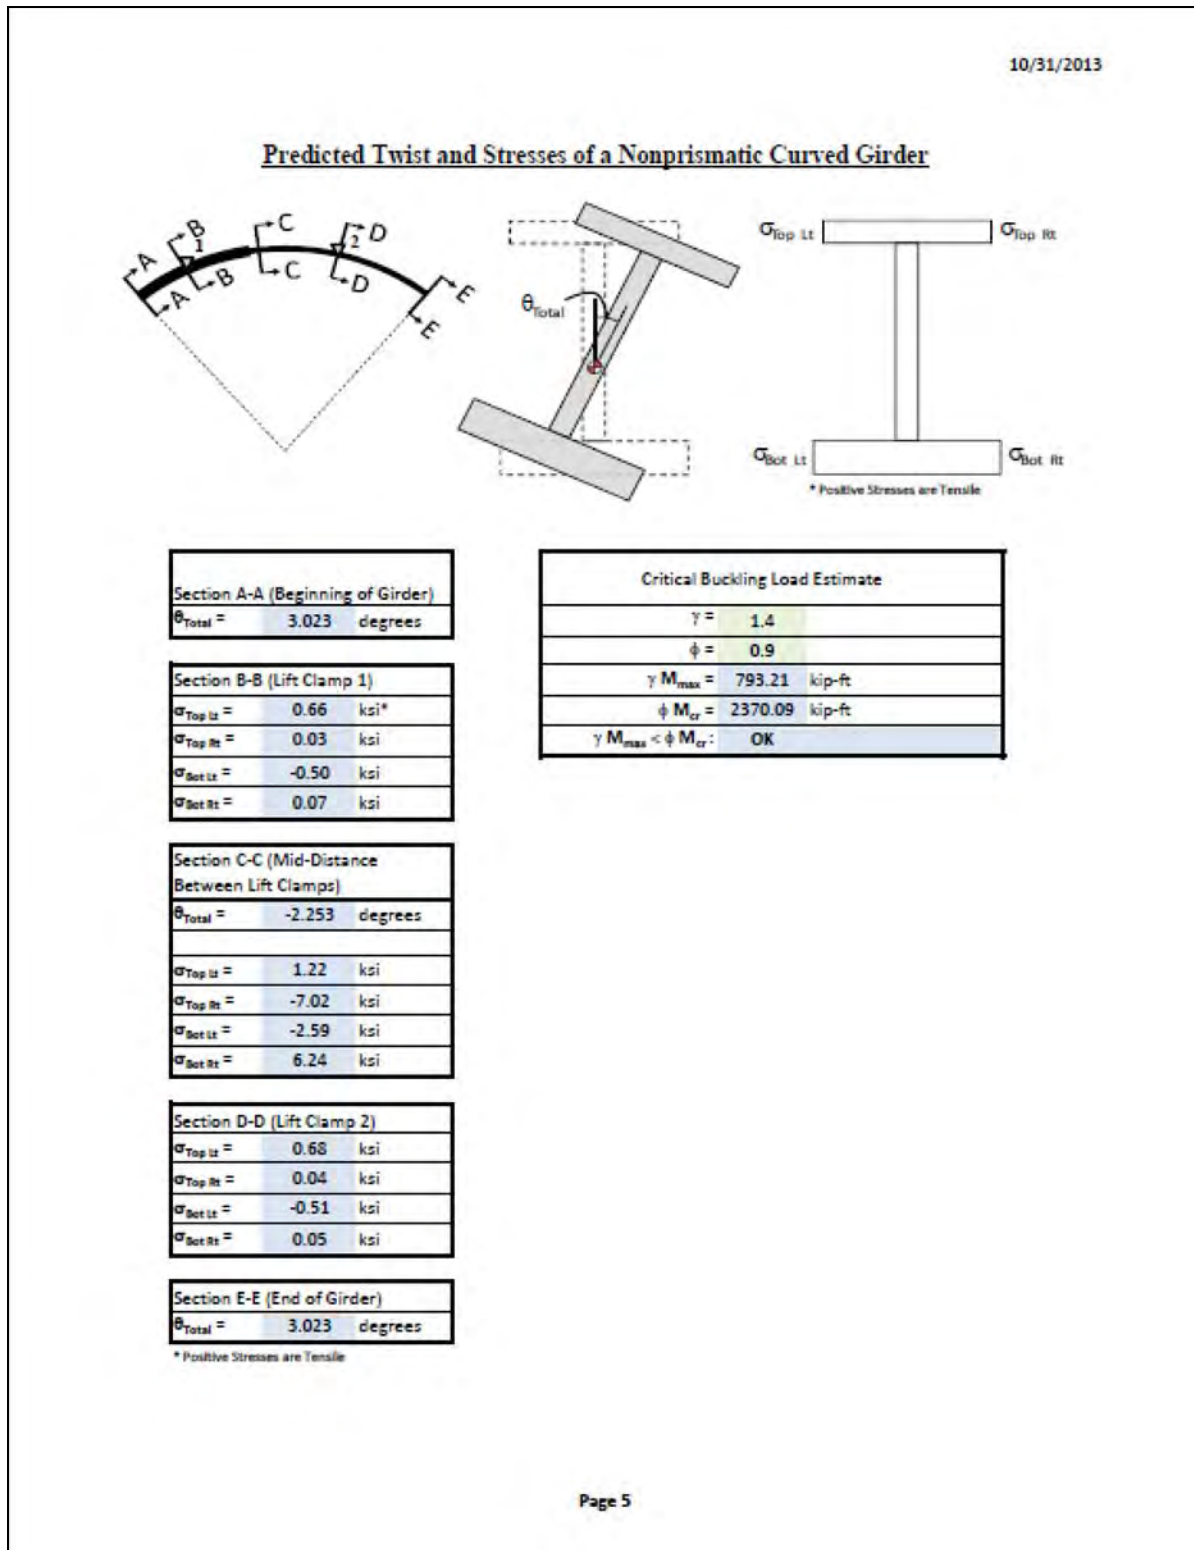 10/31/2013
Predicted Twist and Stresses of a Nonprismatic Curved Girder
A
A
B
1
B
C
C
D
2
D
E
E
θTotal
σTop Lt
σTop Rt
σBot Lt
σBot Rt
* Positive Stresses are Tensile
Section A-A (Beginning of Girder)
θTotal = 3.023 degrees
Section B-B (Lift Clamp 1)
σTop Lt = 0.66 ksi*
σTop Rt = 0.03 ksi
σBot Lt = -0.50 ksi
σBot Rt = 0.07 ksi
Section C-C (Mid-Distance
Between Lift Clamps)
θTotal = -2.253 degrees
σTop Lt = 1.22 ksi
σTop Rt = -7.02 ksi
σBot Lt = -2.59 ksi
σBot Rt = 6.24 ksi
Section D-D (Lift Clamp 2)
σTop Lt = 0.68 ksi
σTop Rt = 0.04 ksi
σBot Lt = -0.51 ksi
σBot Rt = 0.05 ksi
Section E-E (End of Girder)
θTotal = 3.023 degrees
* Positive Stresses are Tensile
Critical Buckling Load Estimate
γ = 1.4
ϕ = 0.9
γ Mmax = 793.21 kip-ft
ϕ Mcr = 2370.09 kip-ft
γ Mmax < ϕ Mcr: OK
Page 5